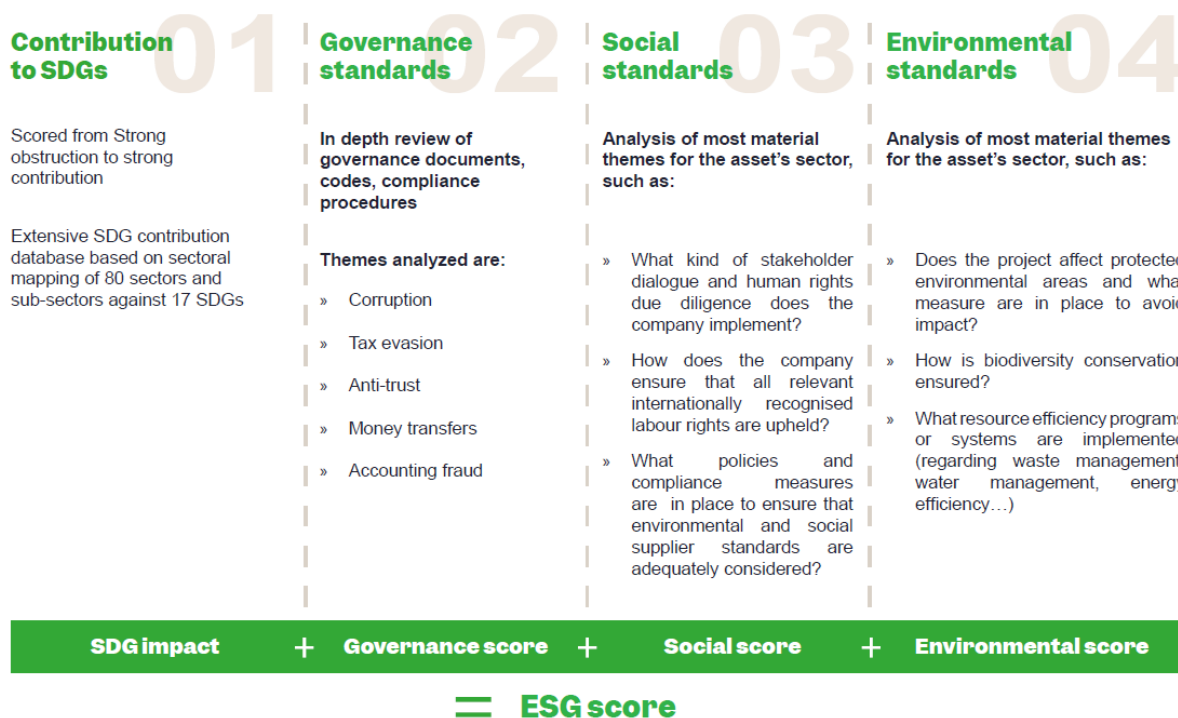 01
Contribution
to SDGs
Scored from Strong
obstruction to strong
contribution
Extensive SDG contribution
database based on sectoral
mapping of 80 sectors and
sub-sectors against 17 SDGs
02
Governance
standards
In depth review of
governance documents,
codes, compliance
procedures
Themes analyzed are:
» Corruption
» Tax evasion
» Anti-trust
» Money transfers
» Accounting fraud
03
Social
standards
Analysis of most material
themes for the asset's sector,
such as:
» What kind of stakeholder
dialogue and human rights
due diligence does the
company implement?
» How does the company
ensure that all relevant
internationally recognised
labour rights are upheld?
» What policies and
compliance measures
are in place to ensure that
environmental and social
supplier standards are
adequately considered?
04
Environmental
standards
Analysis of most material themes
for the asset's sector, such as:
» Does the project affect protected
environmental areas and what
measure are in place to avoid
impact?
» How is biodiversity conservation
ensured?
» What resource efficiency programs
or systems are implemented
(regarding waste management,
water management, energy
efficiency…)
SDG impact + Governance score + Social score + Environmental score
= ESG score